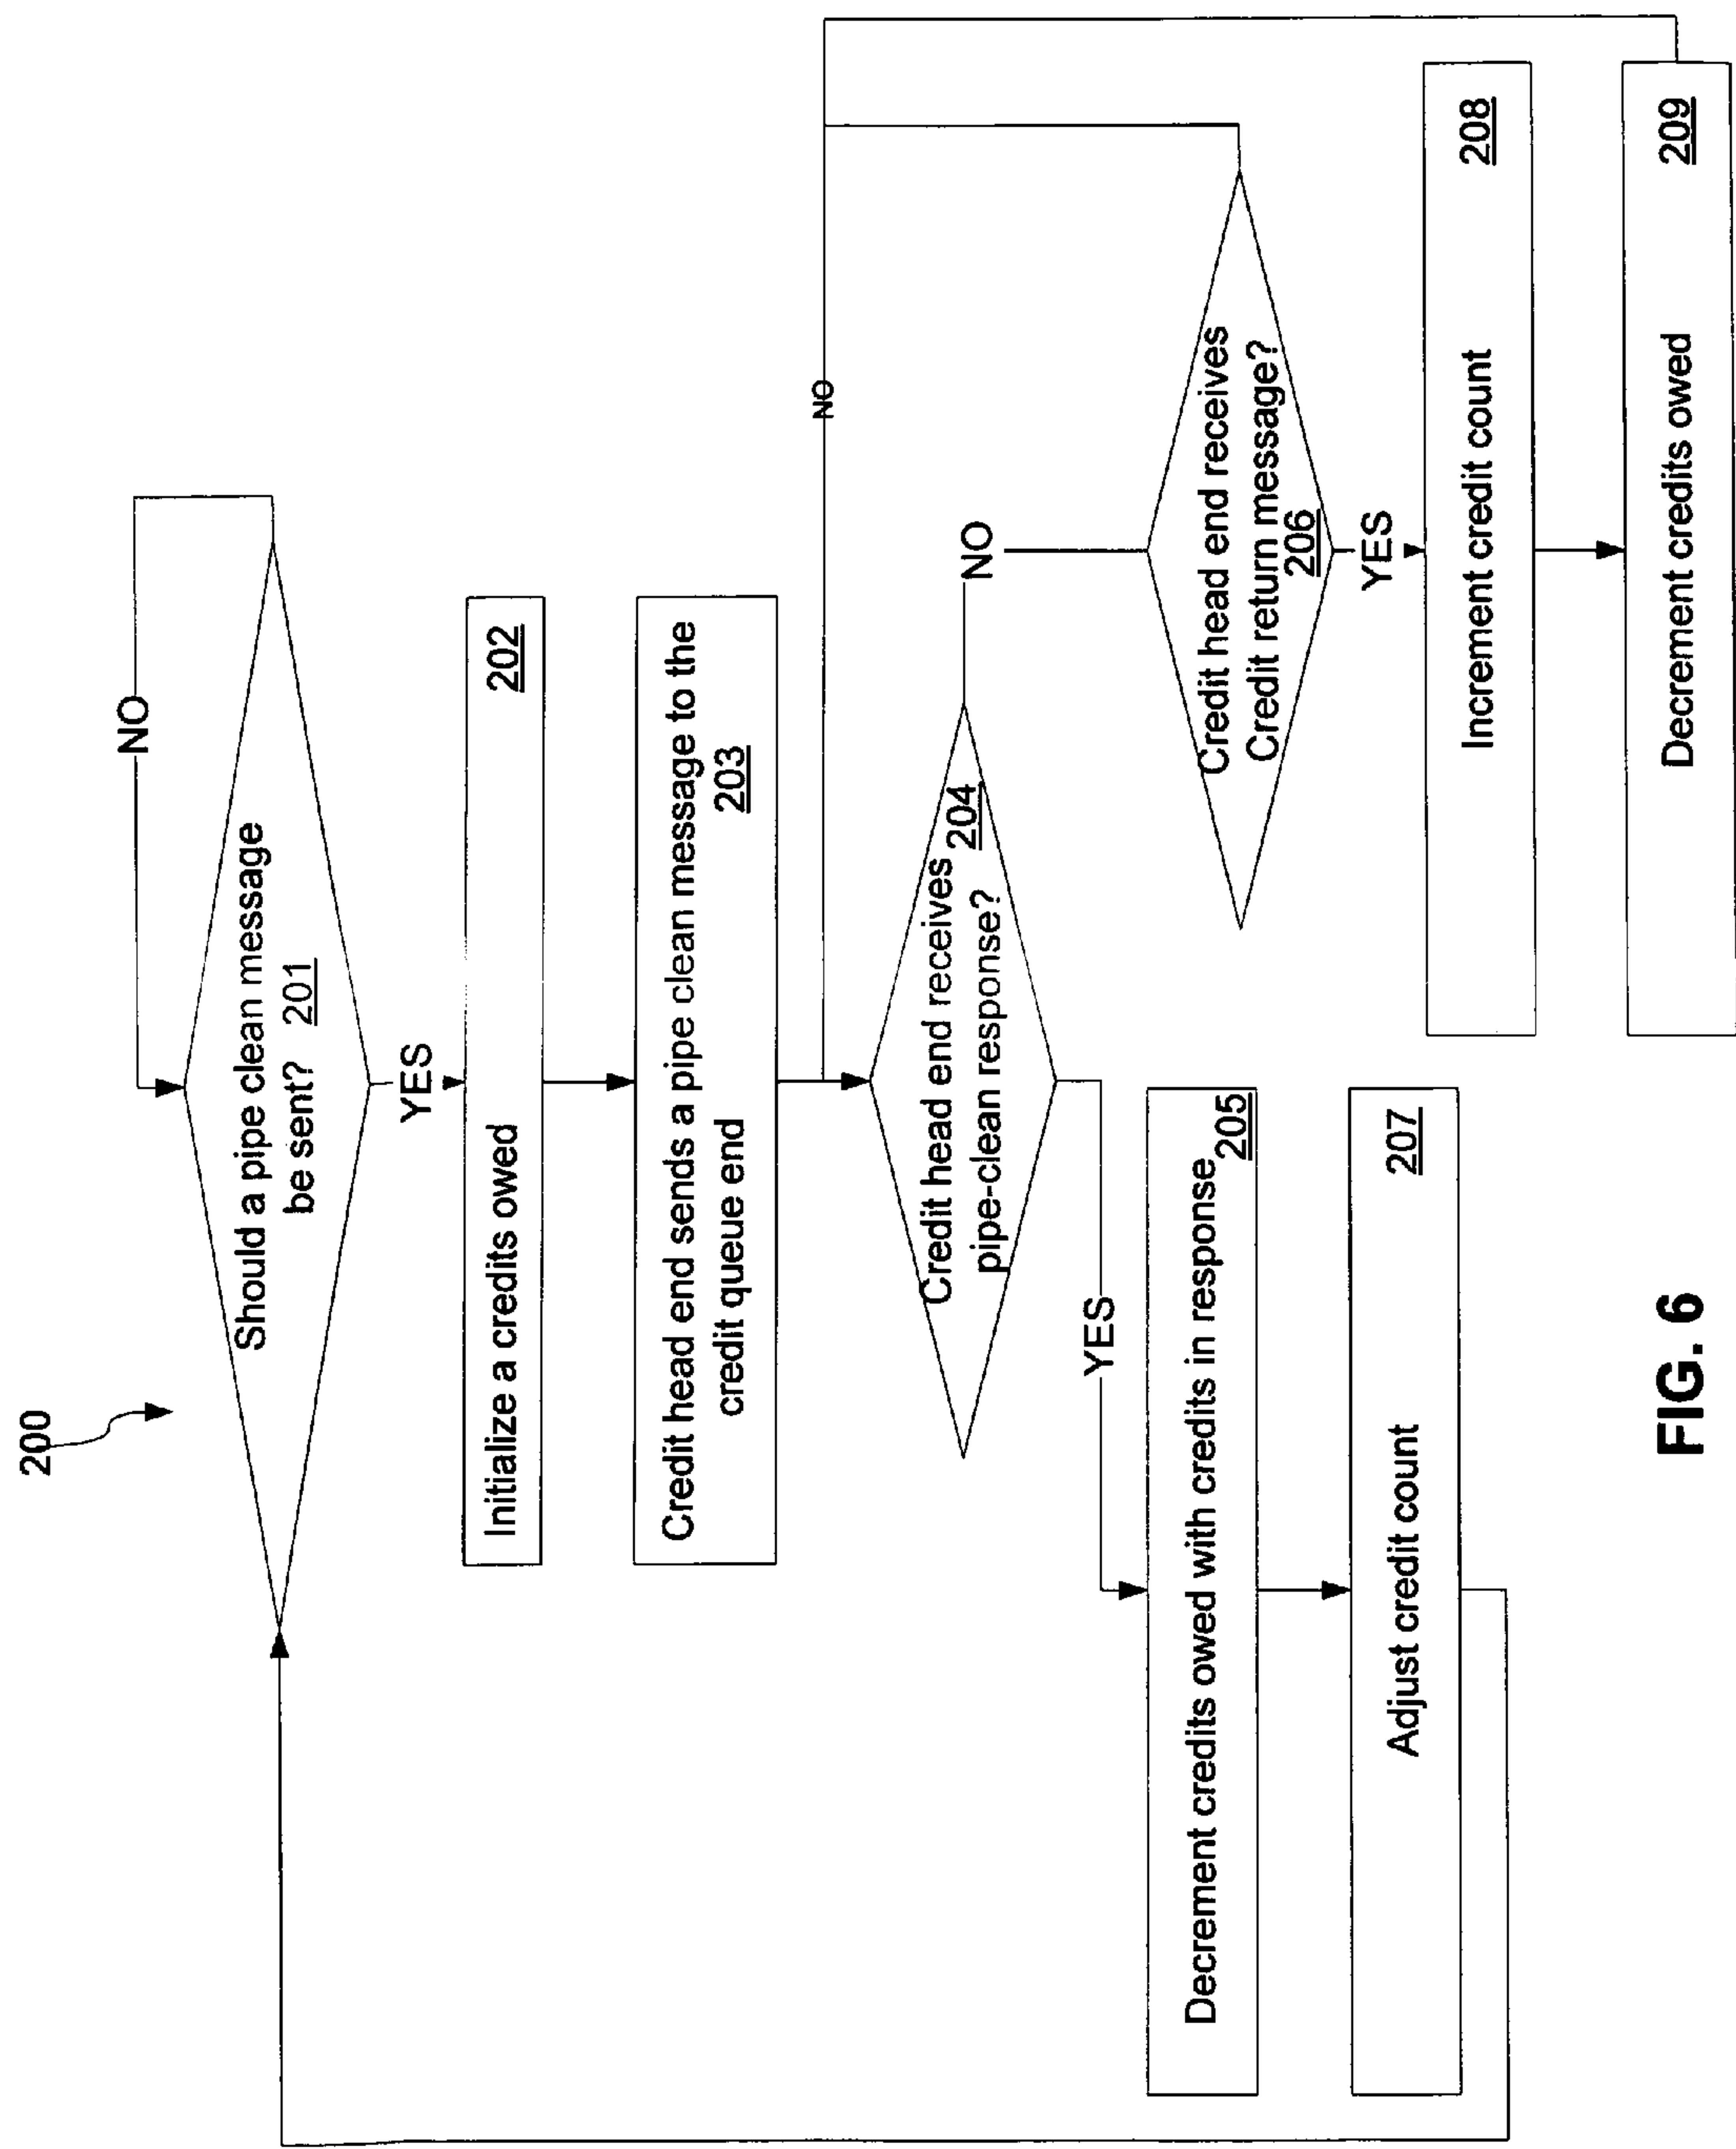 200
NO
Should a pipe clean message
be sent? 201
YES
Initialize a credits owed 202
Credit head end sends a pipe clean message to the
credit queue end 203
NO
Credit head end receives 204
pipe-clean response?
NO
YES
Credit head end receives
Credit return message?
206
YES
Decrement credits owed with credits in response 205
Adjust credit count 207
Increment credit count 208
Decrement credits owed 209
FIG. 6